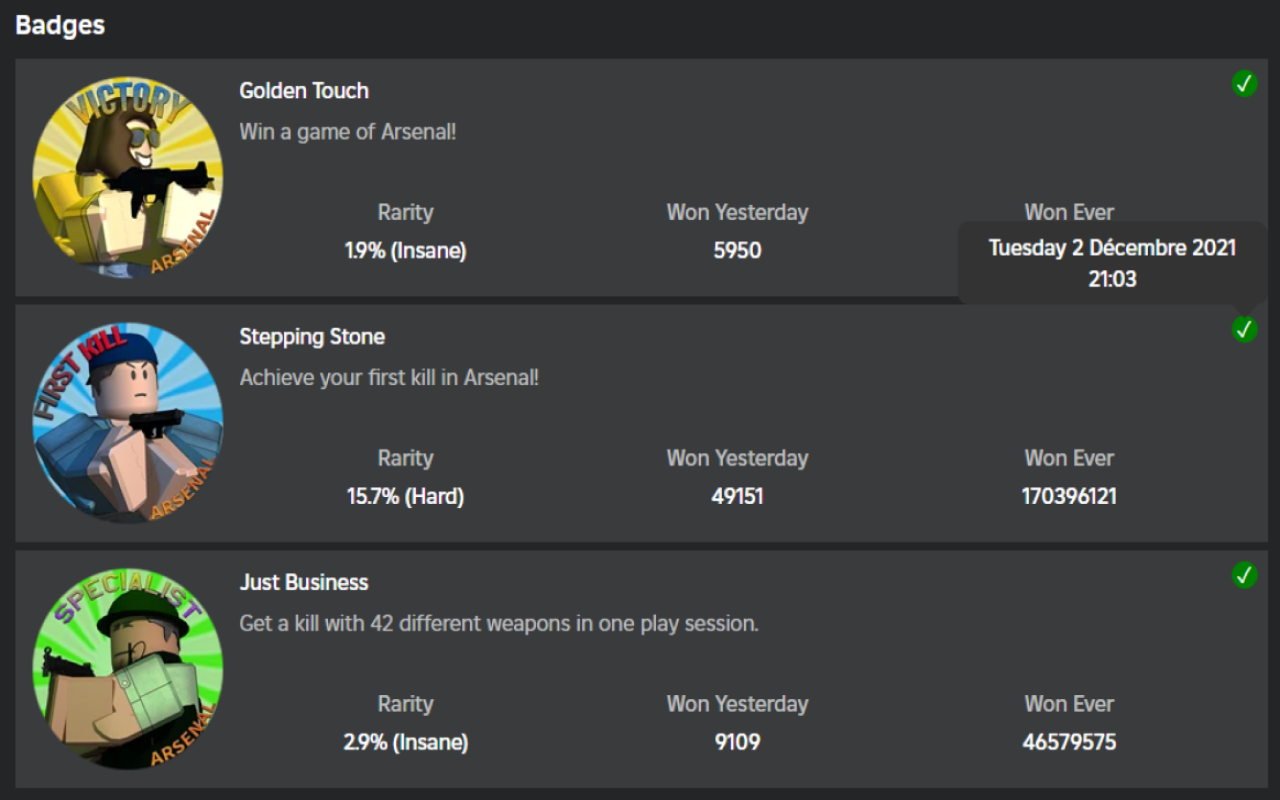 Badges
VICTORY
ARSENAL
Golden Touch
Win a game of Arsenal!
Rarity
Won Yesterday
Won Ever
1.9% (Insane)
5950
Tuesday 2 Décembre 2021
21:03
FIRST KILL
ARSENAL
Stepping Stone
Achieve your first kill in Arsenal!
Rarity
Won Yesterday
Won Ever
15.7% (Hard)
49151
170396121
SPECIALIST
ARSENAL
Just Business
Get a kill with 42 different weapons in one play session.
Rarity
Won Yesterday
Won Ever
2.9% (Insane)
9109
46579575